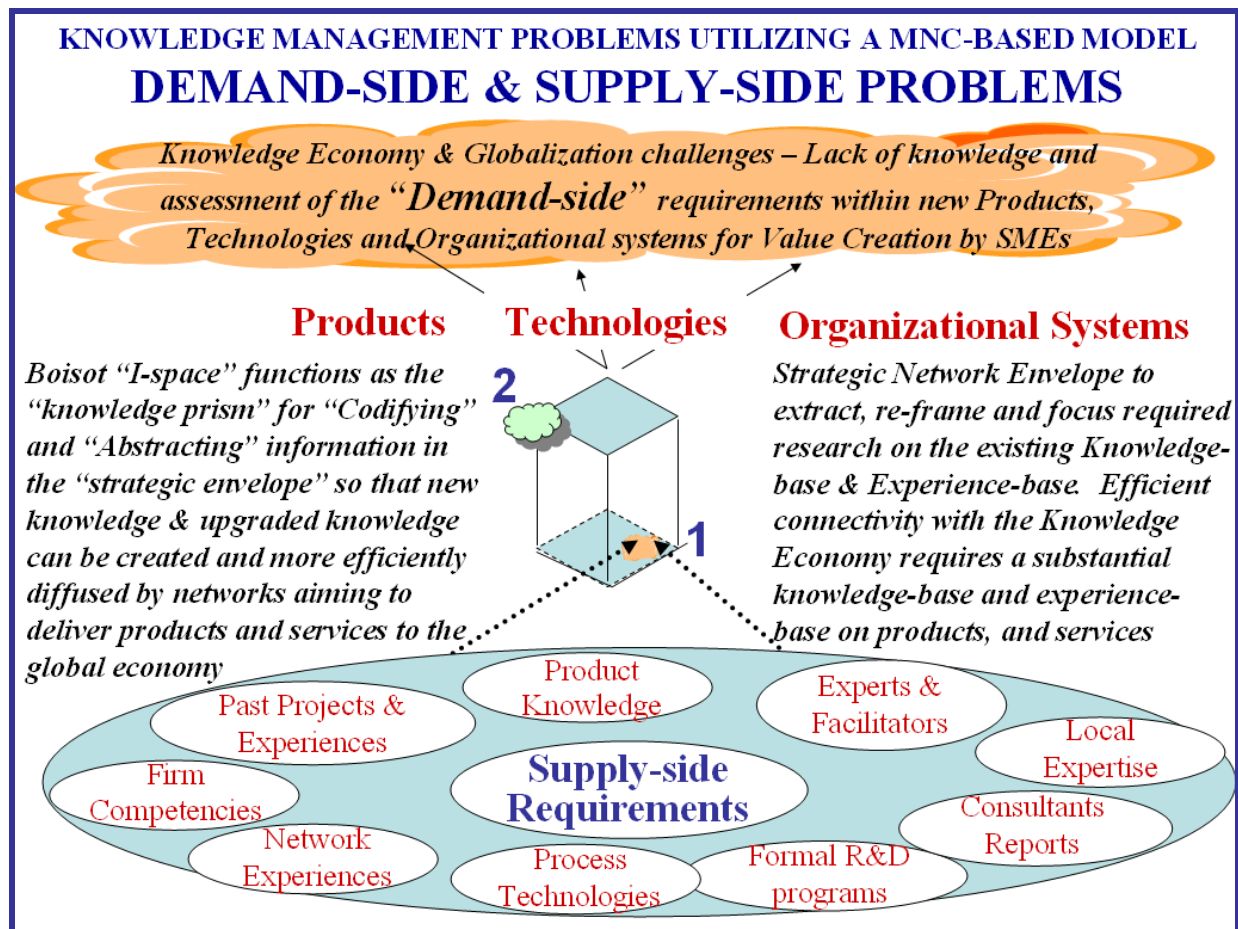 KNOWLEDGE MANAGEMENT PROBLEMS UTILIZING A MNC-BASED MODEL
DEMAND-SIDE & SUPPLY-SIDE PROBLEMS
Knowledge Economy & Globalization challenges – Lack of knowledge and
assessment of the “Demand-side” requirements within new Products,
Technologies and Organizational systems for Value Creation by SMEs
Products
Technologies
Organizational Systems
Boisot “I-space” functions as the
“knowledge prism” for “Codifying”
and “Abstracting” information in
the “strategic envelope” so that new
knowledge & upgraded knowledge
can be created and more efficiently
diffused by networks aiming to
deliver products and services to the
global economy
2
1
Strategic Network Envelope to
extract, re-frame and focus required
research on the existing Knowledge-
base & Experience-base.  Efficient
connectivity with the Knowledge
Economy requires a substantial
knowledge-base and experience-
base on products, and services
Product
Knowledge
Past Projects &
Experiences
Experts &
Facilitators
Local
Expertise
Firm
Competencies
Supply-side
Requirements
Consultants
Reports
Network
Experiences
Process
Technologies
Formal R&D
programs